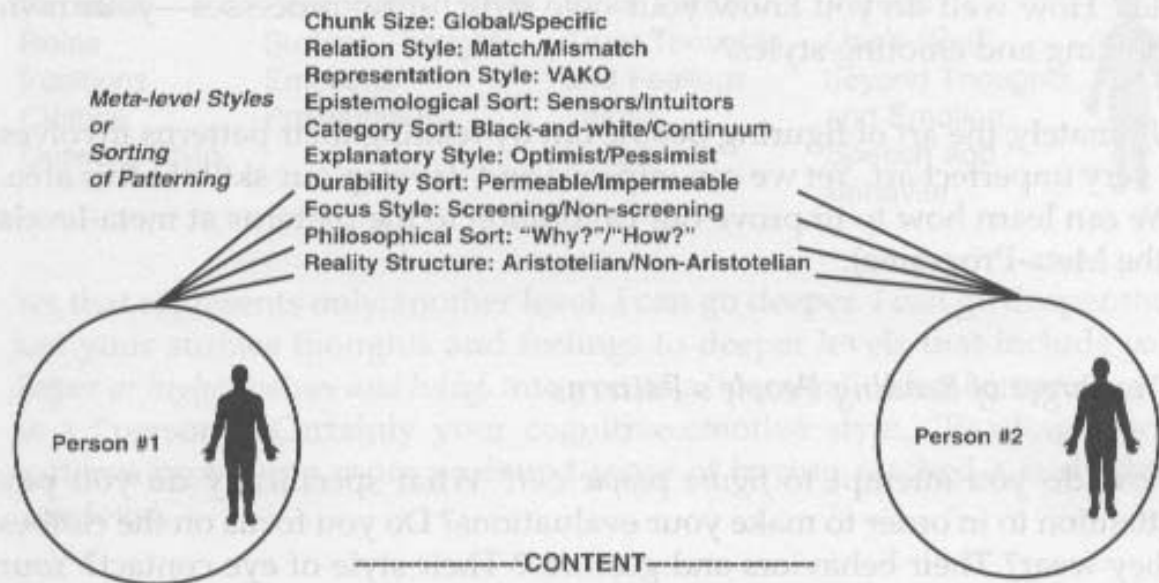 Chunk Size: Global/Specific
Relation Style: Match/Mismatch
Representation Style: VAKO
Meta-level Styles
or
Sorting
of Patterning
Epistemological Sort: Sensors/Intuitors
Category Sort: Black-and-white/Continuum
Explanatory Style: Optimist/Pessimist
Durability Sort: Permeable/Impermeable
Focus Style: Screening/Non-screening
Philosophical Sort: "Why?"/"How?"
Reality Structure: Aristotelian/Non-Aristotelian
Person #1
Person #2
CONTENT